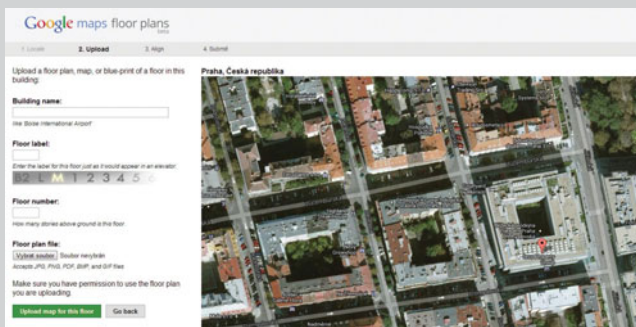 Google maps floor plans
beta
1. Locate 2. Upload 3. Align 4. Submit
Upload a floor plan, map, or blue-print of a floor in this
building:
Building name:
like 'Boise International Airport'
Floor label:
Enter the label for this floor just as it would appear in an elevator.
B2 L M 1 2 3 4 5 6
Floor number:
How many stories above ground is this floor
Floor plan file:
Vybrat soubor Soubor nevybrán
Accepts JPG, PNG, PDF, BMP, and GIF files
Make sure you have permission to use the floor plan
you are uploading.
Upload map for this floor Go back
Praha, Česká republika